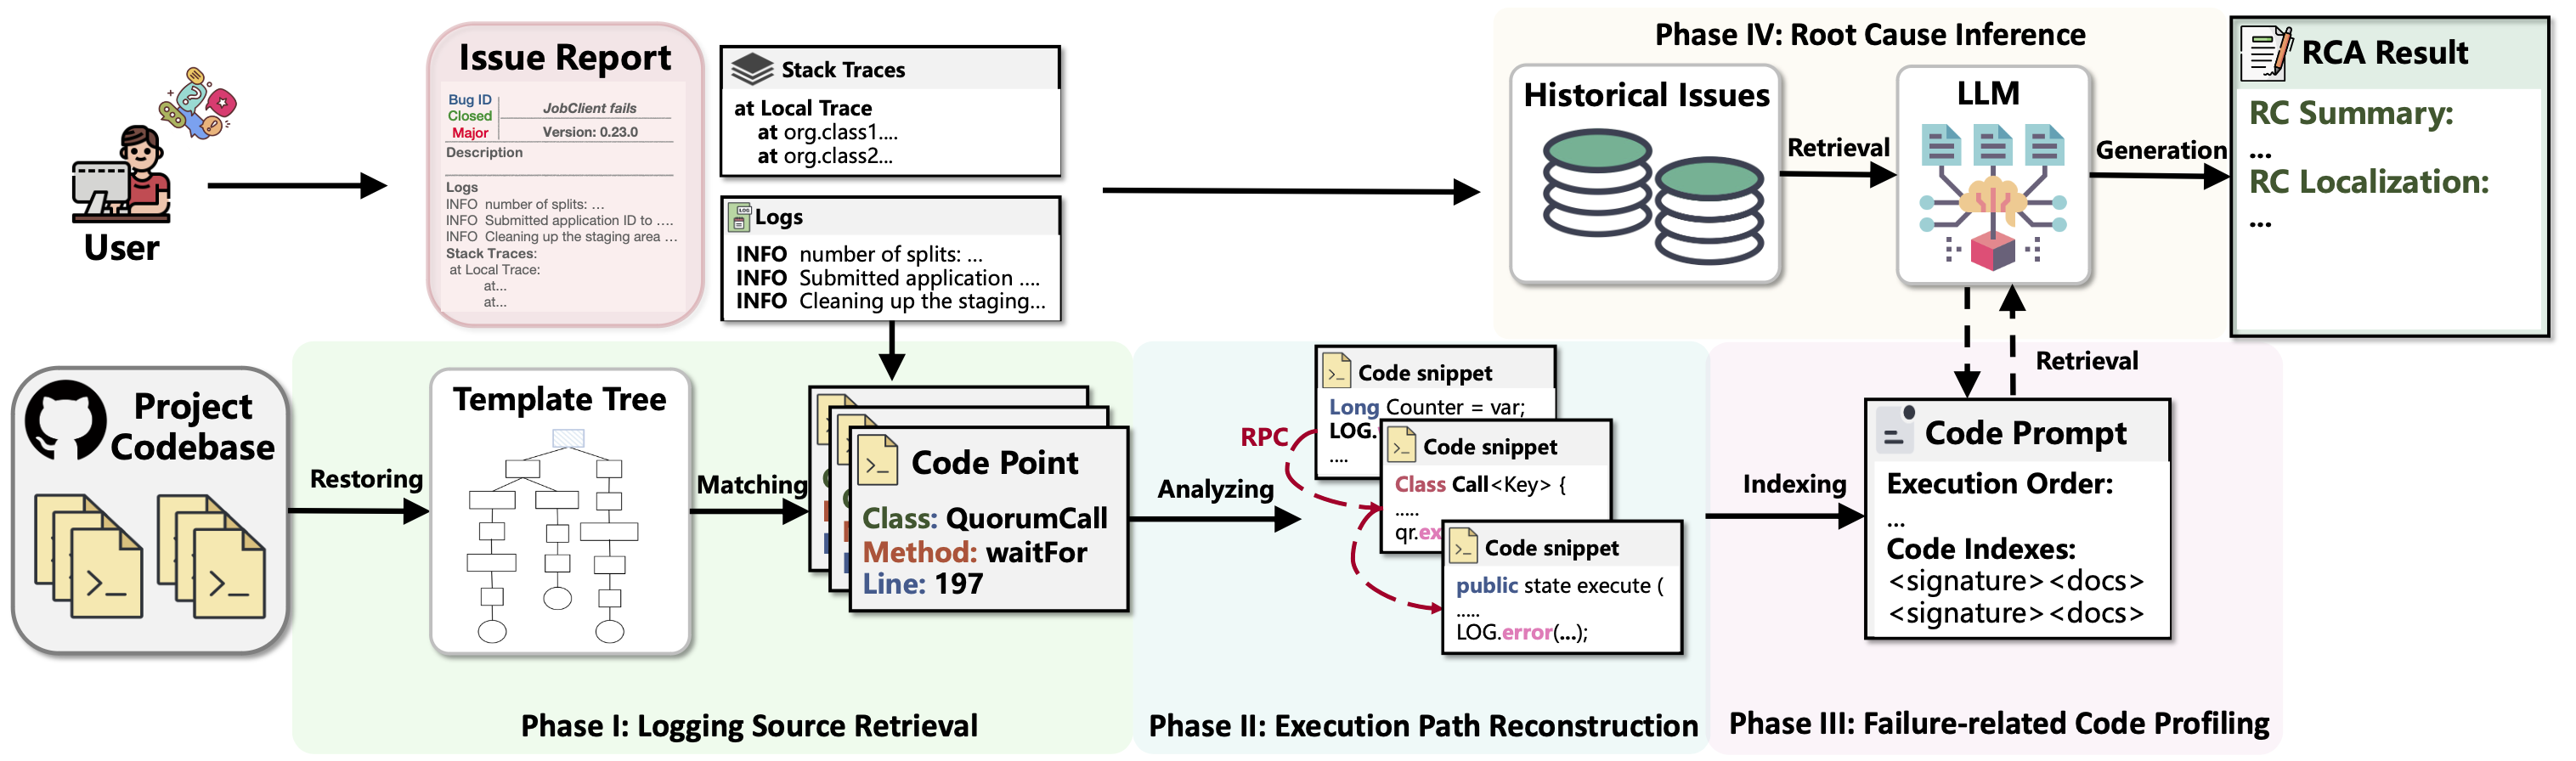 User
Issue Report
Bug ID
Closed
Major
JobClient fails
Version: 0.23.0
Description
Logs
INFO number of splits: ...
INFO Submitted application ID to ....
INFO Cleaning up the staging area ...
Stack Traces:
at Local Trace:
at...
at...
Stack Traces
at Local Trace
at org.class1....
at org.class2...
LOG
Logs
INFO number of splits: ...
INFO Submitted application ....
INFO Cleaning up the staging...
Phase IV: Root Cause Inference
Historical Issues
Retrieval
LLM
Generation
RCA Result
RC Summary:
...
RC Localization:
...
Project
Codebase
Restoring
Template Tree
Matching
Code Point
Class: QuorumCall
Method: waitFor
Line: 197
Phase I: Logging Source Retrieval
Analyzing
RPC
Code snippet
Long Counter = var;
LOG.
....
Code snippet
Class Call<Key> {
.....
qr.ex
Code snippet
public state execute (
.....
LOG.error(...);
Phase II: Execution Path Reconstruction
Indexing
Retrieval
Code Prompt
Execution Order:
...
Code Indexes:
<signature><docs>
<signature><docs>
Phase III: Failure-related Code Profiling